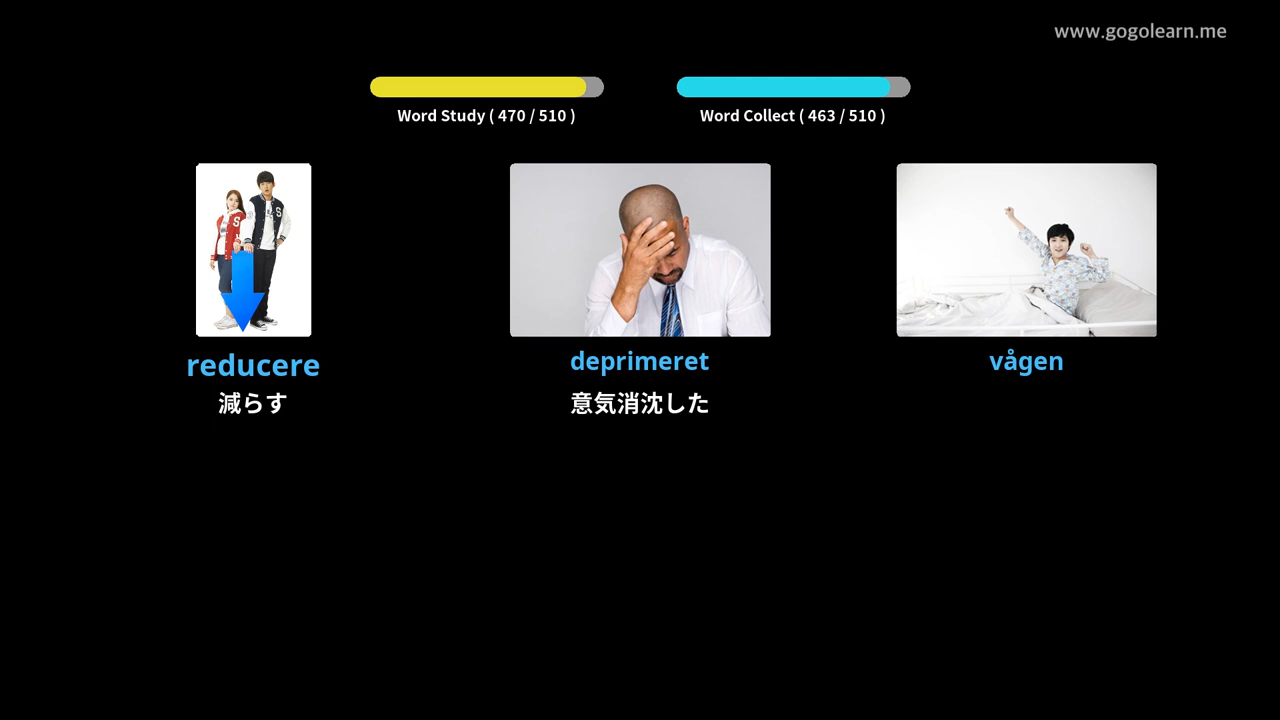 www.gogolearn.me
Word Study ( 470 / 510 )
Word Collect ( 463 / 510 )
S
S
reducere
deprimeret
vågen
減らす
意気消沈した